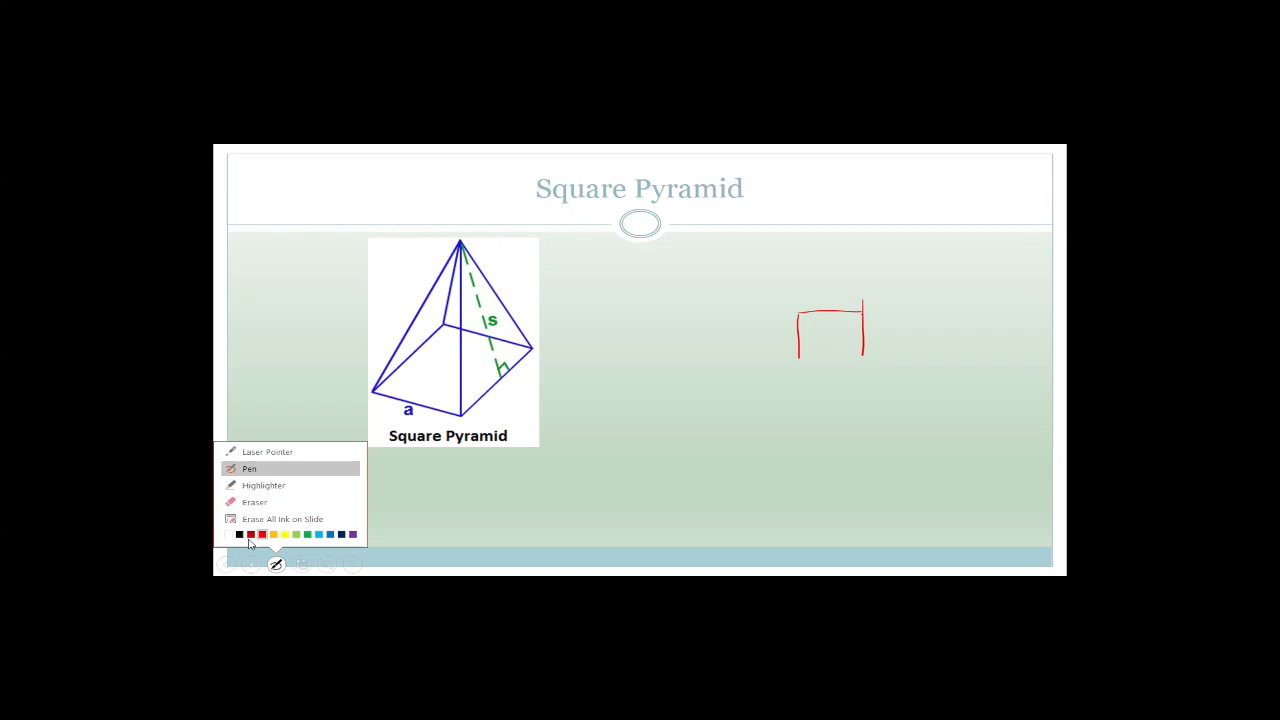 Square Pyramid
s
a
Square Pyramid
Laser Pointer
Pen
Highlighter
Eraser
Erase All Ink on Slide